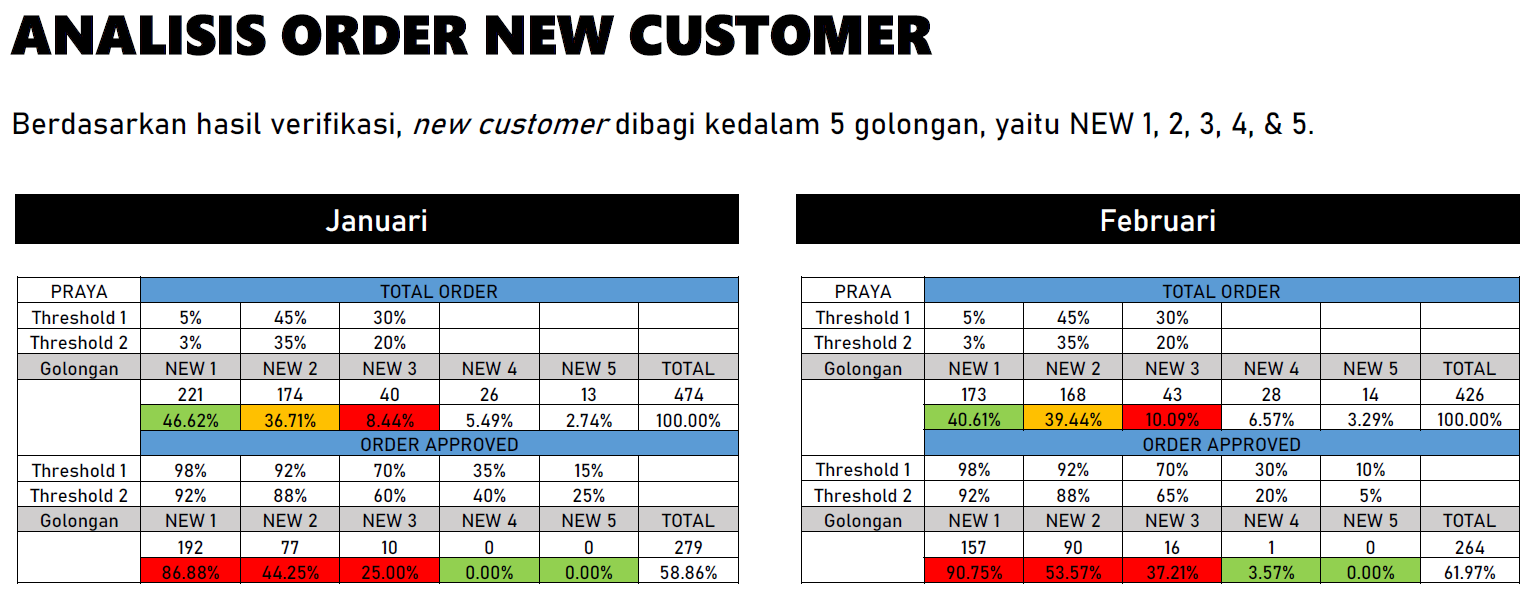 ANALISIS ORDER NEW CUSTOMER
Berdasarkan hasil verifikasi, new customer dibagi kedalam 5 golongan, yaitu NEW 1, 2, 3, 4, & 5.
Januari
PRAYA TOTAL ORDER
Threshold 1 5% 45% 30%
Threshold 2 3% 35% 20%
Golongan NEW 1 NEW 2 NEW 3 NEW 4 NEW 5 TOTAL
221 174 40 26 13 474
46.62% 36.71% 8.44% 5.49% 2.74% 100.00%
ORDER APPROVED
Threshold 1 98% 92% 70% 35% 15%
Threshold 2 92% 88% 60% 40% 25%
Golongan NEW 1 NEW 2 NEW 3 NEW 4 NEW 5 TOTAL
192 77 10 0 0 279
86.88% 44.25% 25.00% 0.00% 0.00% 58.86%
Februari
PRAYA TOTAL ORDER
Threshold 1 5% 45% 30%
Threshold 2 3% 35% 20%
Golongan NEW 1 NEW 2 NEW 3 NEW 4 NEW 5 TOTAL
173 168 43 28 14 426
40.61% 39.44% 10.09% 6.57% 3.29% 100.00%
ORDER APPROVED
Threshold 1 98% 92% 70% 30% 10%
Threshold 2 92% 88% 65% 20% 5%
Golongan NEW 1 NEW 2 NEW 3 NEW 4 NEW 5 TOTAL
157 90 16 1 0 264
90.75% 53.57% 37.21% 3.57% 0.00% 61.97%